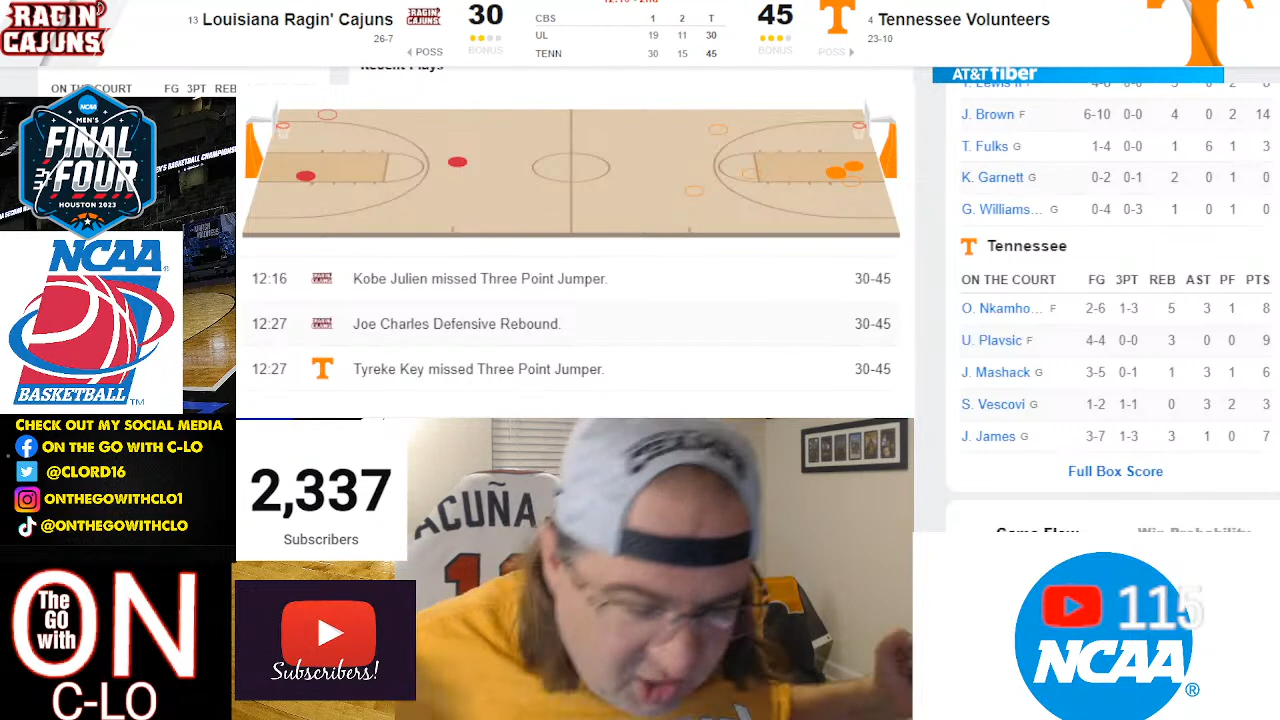 RAGIN'
CAJUNS
13 Louisiana Ragin' Cajuns
26-7
RAGIN'
CAJUNS
POSS
30
BONUS
CBS 1 2 T
UL 19 11 30
TENN 30 15 45
45
BONUS
4 Tennessee Volunteers
23-10
POSS
Recent Plays
AT&T fiber
ON THE COURT FG 3PT REB
J. Brown F 6-10 0-0 4 0 2 14
T. Fulks G 1-4 0-0 1 6 1 3
K. Garnett G 0-2 0-1 2 0 1 0
G. Williams... G 0-4 0-3 1 0 1 0
Tennessee
ON THE COURT FG 3PT REB AST PF PTS
O. Nkamho... F 2-6 1-3 5 3 1 8
U. Plavsic F 4-4 0-0 3 0 0 9
J. Mashack G 3-5 0-1 1 3 1 6
S. Vescovi G 1-2 1-1 0 3 2 3
J. James G 3-7 1-3 3 1 0 7
Full Box Score
Game Flow Win Probability
12:16 Kobe Julien missed Three Point Jumper. 30-45
12:27 Joe Charles Defensive Rebound. 30-45
12:27 Tyreke Key missed Three Point Jumper. 30-45
NCAA
MEN'S
FINAL
FOUR
HOUSTON 2023
NCAA®
BASKETBALL™
CHECK OUT MY SOCIAL MEDIA
ON THE GO WITH C-LO
@CLORD16
ONTHEGOWITHCLO1
@ONTHEGOWITHCLO
2,337
Subscribers
ACUÑA
The
GO
with
ON
C-LO
Subscribers!
115
NCAA®